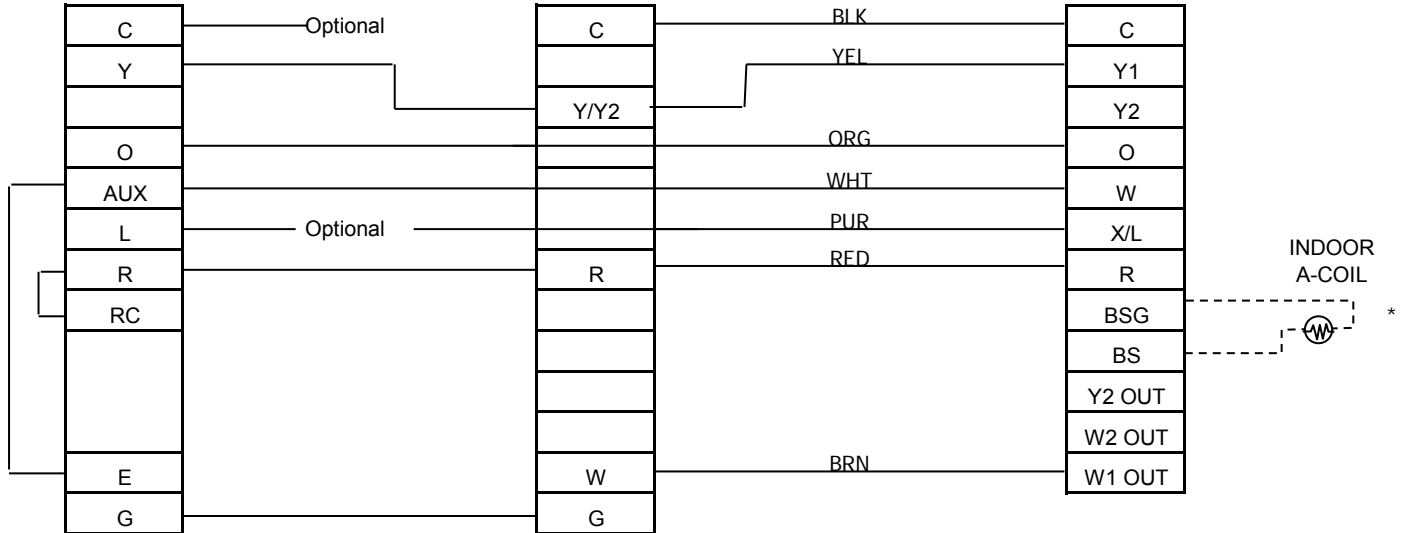 C Optional C BLK C
Y YEL Y1
Y/Y2 Y2
O ORG O
AUX WHT W
L Optional PUR X/L
R R RED R
INDOOR
A-COIL
RC BSG *
BS
Y2 OUT
W2 OUT
E W BRN W1 OUT
G G